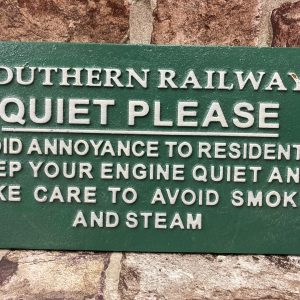 OUTHERN RAILWAY
QUIET PLEASE
OID ANNOYANCE TO RESIDENT
EEP YOUR ENGINE QUIET AN
KE CARE TO AVOID SMOK
AND STEAM